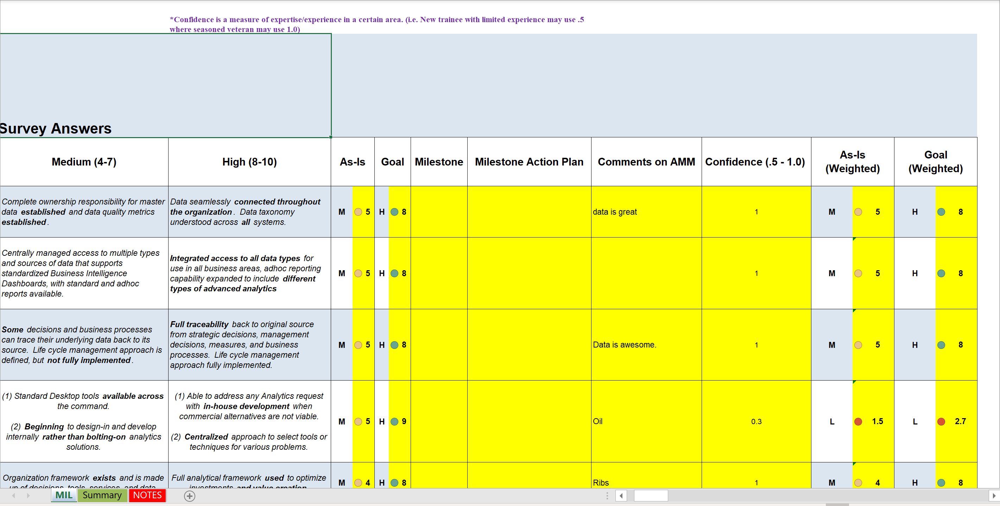 *Confidence is a measure of expertise/experience in a certain area. (i.e. New trainee with limited experience may use .5
where seasoned veteran may use 1.0)
Survey Answers
Medium (4-7)
High (8-10)
As-Is
Goal
Milestone
Milestone Action Plan
Comments on AMM
Confidence (.5 - 1.0)
As-Is
(Weighted)
Goal
(Weighted)
Complete ownership responsibility for master
data established and data quality metrics
established.
Data seamlessly connected throughout
the organization. Data taxonomy
understood across all systems.
M 5 H 8
data is great
1
M 5
H 8
Centrally managed access to multiple types
and sources of data that supports
standardized Business Intelligence
Dashboards, with standard and adhoc
reports available.
Integrated access to all data types for
use in all business areas, adhoc reporting
capability expanded to include different
types of advanced analytics
M 5 H 8
1
M 5
H 8
Some decisions and business processes
can trace their underlying data back to its
source. Life cycle management approach is
defined, but not fully implemented.
Full traceability back to original source
from strategic decisions, management
decisions, measures, and business
processes. Life cycle management
approach fully implemented.
M 5 H 8
Data is awesome.
1
M 5
H 8
(1) Standard Desktop tools available across
the command.
(2) Beginning to design-in and develop
internally rather than bolting-on analytics
solutions.
(1) Able to address any Analytics request
with in-house development when
commercial alternatives are not viable.
(2) Centralized approach to select tools or
techniques for various problems.
M 5 H 9
Oil
0.3
L 1.5
L 2.7
Organization framework exists and is made
up of decisions, tools, services, and data
Full analytical framework used to optimize
investments and value creation
M 4 H 8
Ribs
1
M 4
H 8
MIL
Summary
NOTES